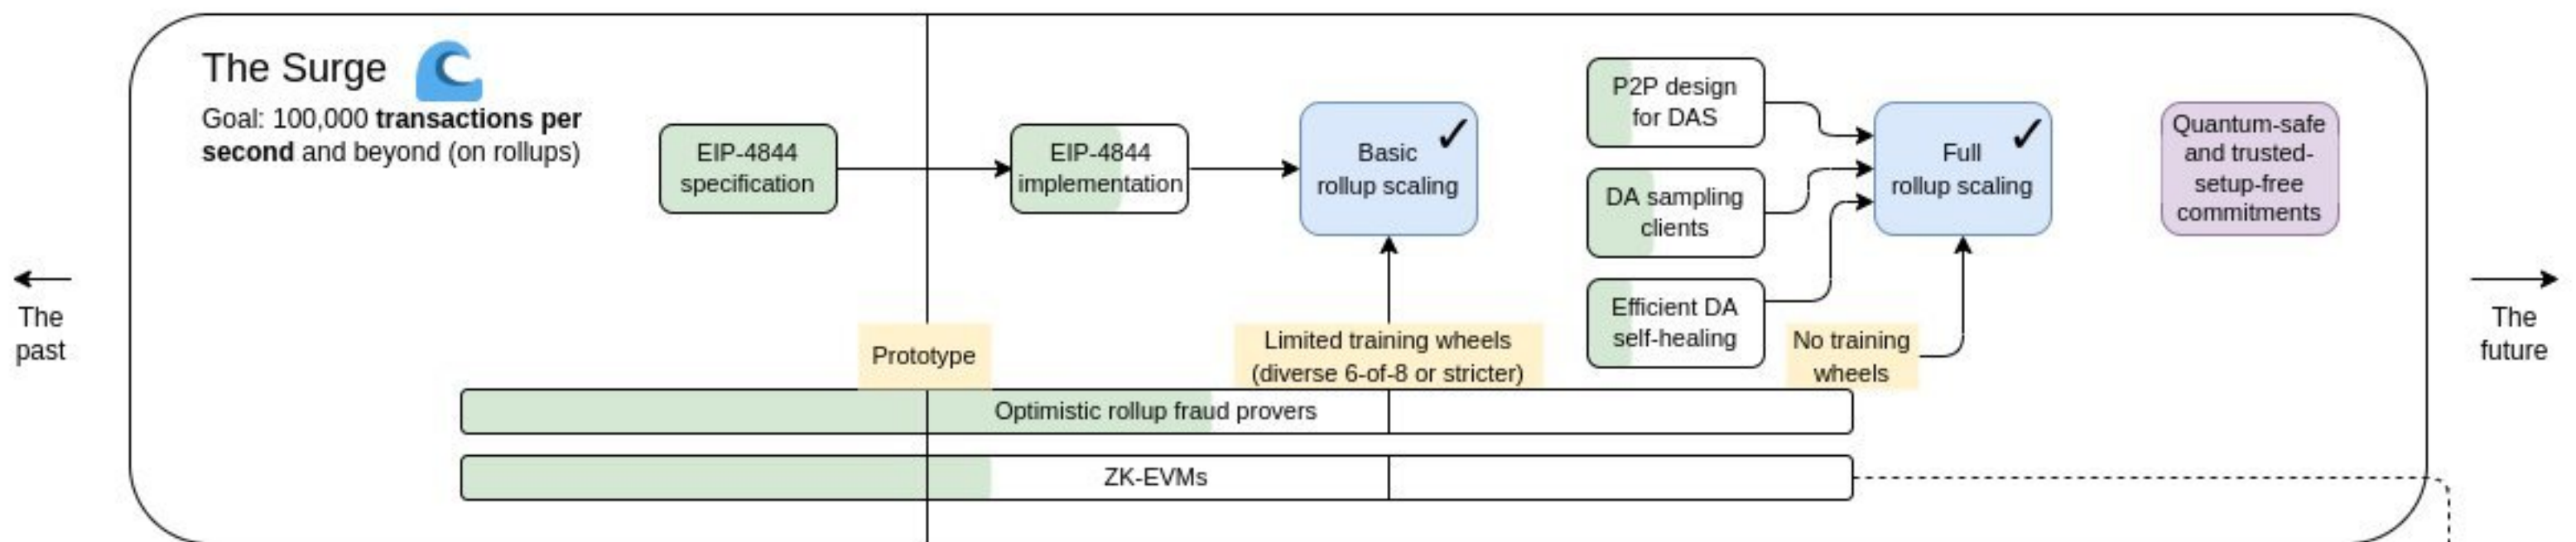 The Surge
Goal: 100,000 transactions per
second and beyond (on rollups)
EIP-4844
specification
EIP-4844
implementation
Basic
rollup scaling
✓
P2P design
for DAS
DA sampling
clients
Efficient DA
self-healing
Full
rollup scaling
✓
Quantum-safe
and trusted-
setup-free
commitments
The
past
The
future
Prototype
Limited training wheels
(diverse 6-of-8 or stricter)
No training
wheels
Optimistic rollup fraud provers
ZK-EVMs